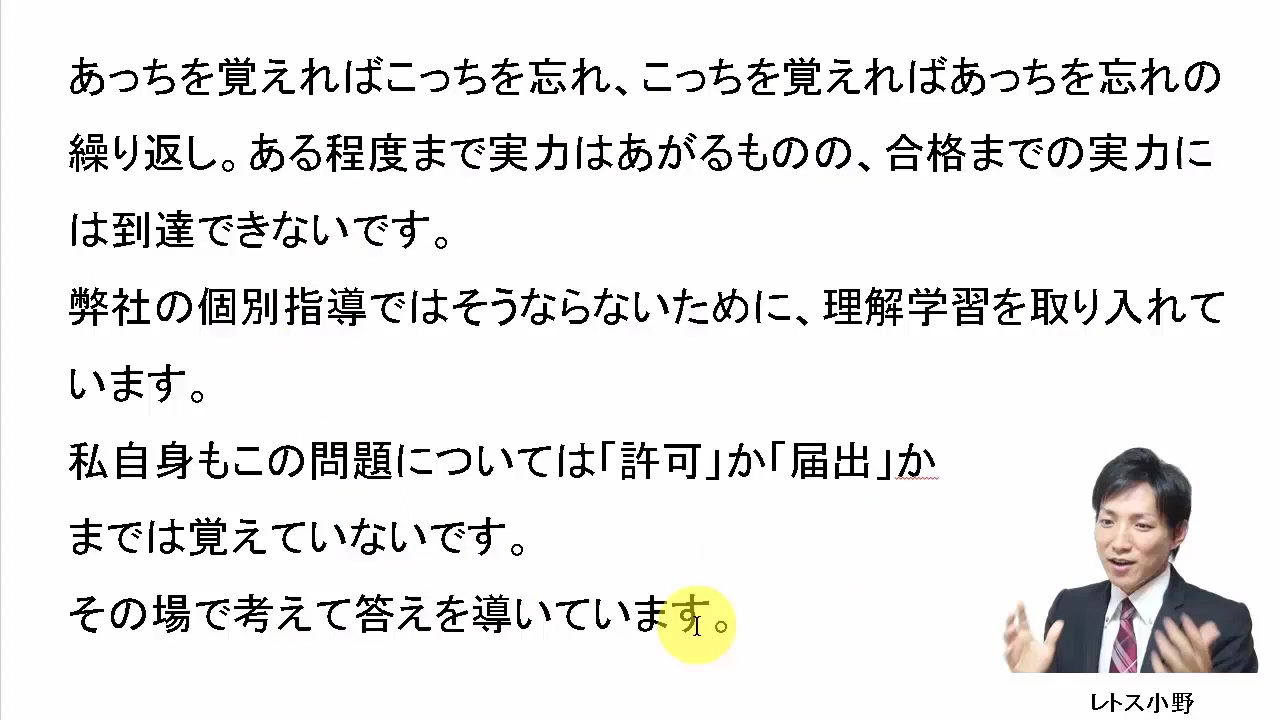 あっちを覚えればこっちを忘れ、こっちを覚えればあっちを忘れの
繰り返し。ある程度まで実力はあがるものの、合格までの実力に
は到達できないです。
弊社の個別指導ではそうならないために、理解学習を取り入れて
います。
私自身もこの問題については「許可」か「届出」か
までは覚えていないです。
その場で考えて答えを導いています。
レトス小野